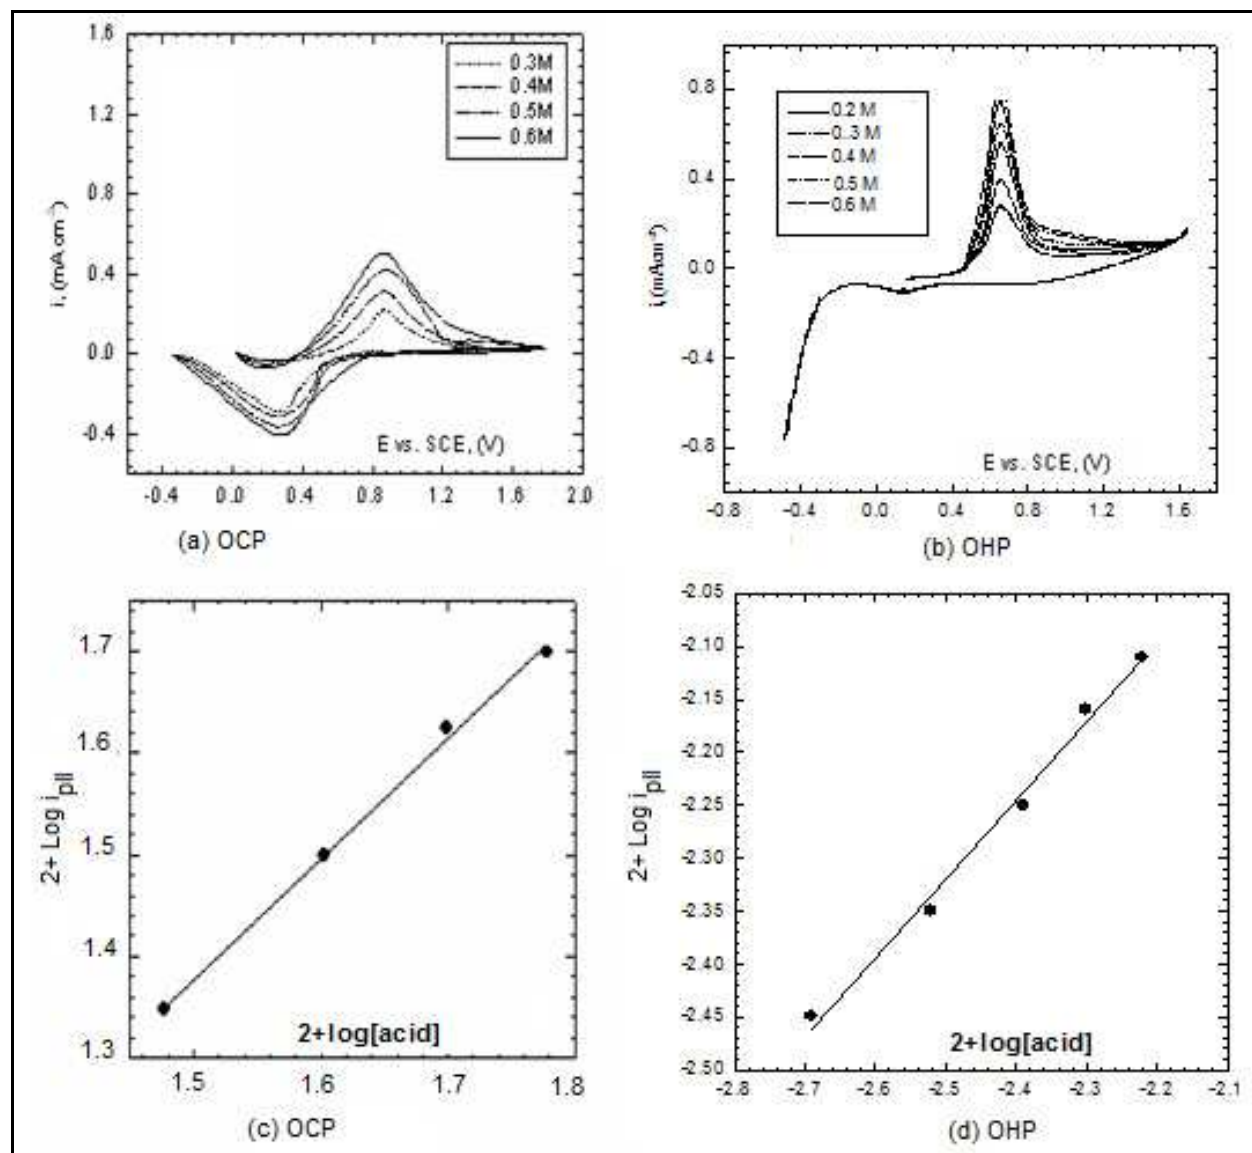 1.6
1.2
0.8
0.4
0.0
-0.4
i, (mA cm⁻²)
0.3M
0.4M
0.5M
0.6M
E vs. SCE, (V)
-0.4 0.0 0.4 0.8 1.2 1.6 2.0
(a) OCP
0.8
0.4
0.0
-0.4
-0.8
i, (mAcm⁻²)
0.2 M
0.3 M
0.4 M
0.5 M
0.6 M
E vs. SCE, (V)
-0.8 -0.4 0.0 0.4 0.8 1.2 1.6
(b) OHP
1.7
1.6
1.5
1.4
1.3
2+ Log i pII
2+log[acid]
1.5 1.6 1.7 1.8
(c) OCP
-2.05
-2.10
-2.15
-2.20
-2.25
-2.30
-2.35
-2.40
-2.45
-2.50
2+ Log i pII
2+log[acid]
-2.8 -2.7 -2.6 -2.5 -2.4 -2.3 -2.2 -2.1
(d) OHP